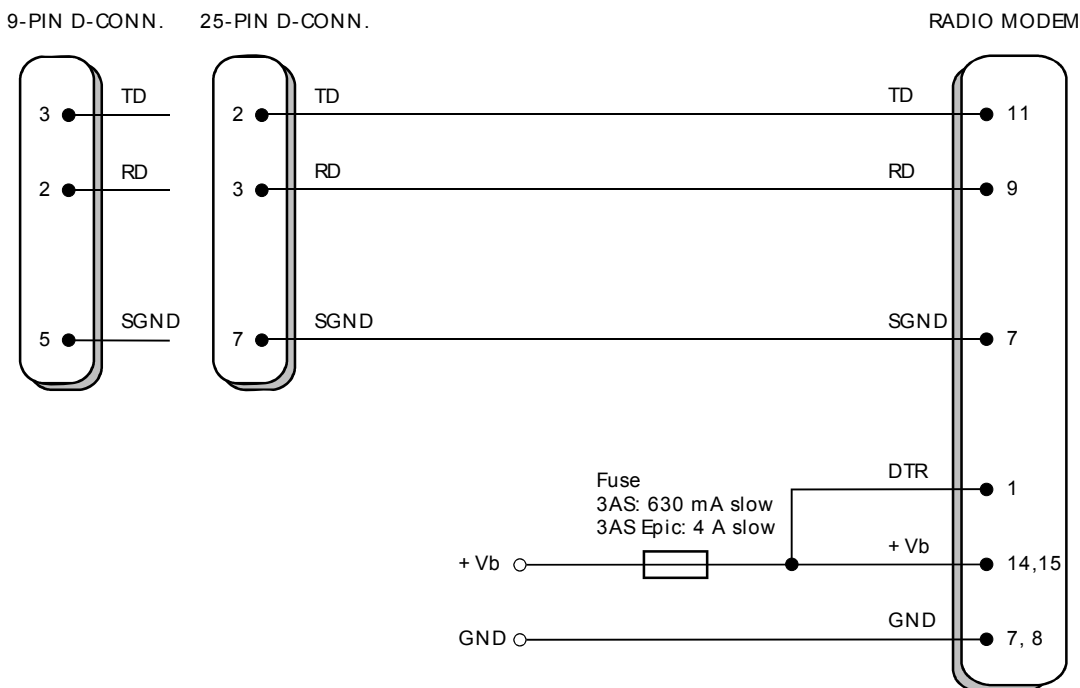 9-PIN D-CONN. 25-PIN D-CONN. RADIO MODEM
3 TD 2 TD TD 11
2 RD 3 RD RD 9
5 SGND 7 SGND SGND 7
DTR 1
Fuse
3AS: 630 mA slow
3AS Epic: 4 A slow
+ Vb + Vb 14,15
GND GND 7, 8